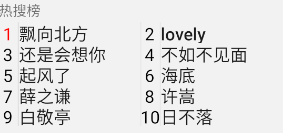 热搜榜
1 飘向北方 2 lovely
3 还是会想你 4 不如不见面
5 起风了 6 海底
7 薛之谦 8 许嵩
9 白敬亭 10 日不落